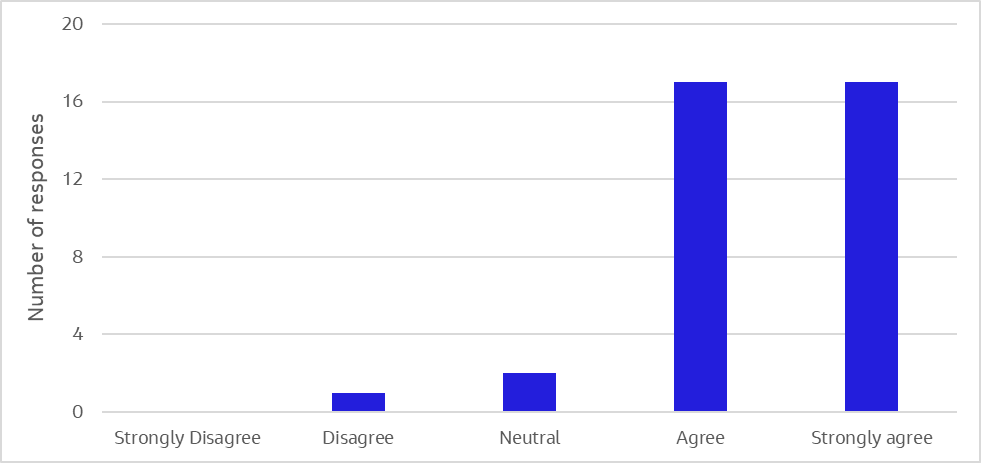 20
16
12
8
4
0
Number of responses
Strongly Disagree
Disagree
Neutral
Agree
Strongly agree